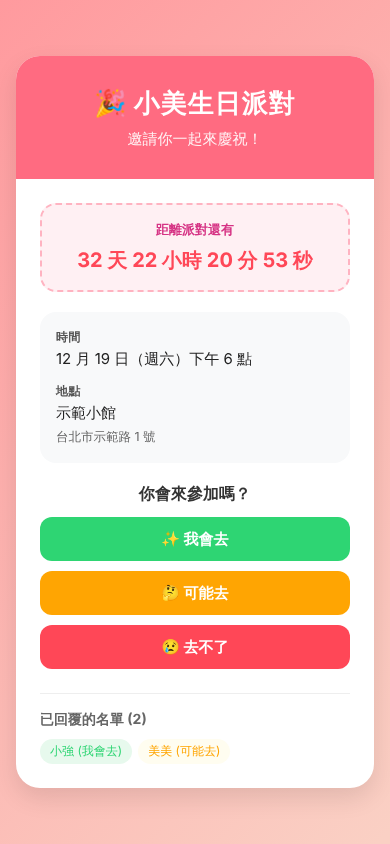 🎉 小美生日派對
邀請你一起來慶祝！
距離派對還有
32 天 22 小時 20 分 53 秒
時間
12 月 19 日（週六）下午 6 點
地點
示範小館
台北市示範路 1 號
你會來參加嗎？
✨ 我會去
🤔 可能去
😢 去不了
已回覆的名單 (2)
小強 (我會去) 美美 (可能去)